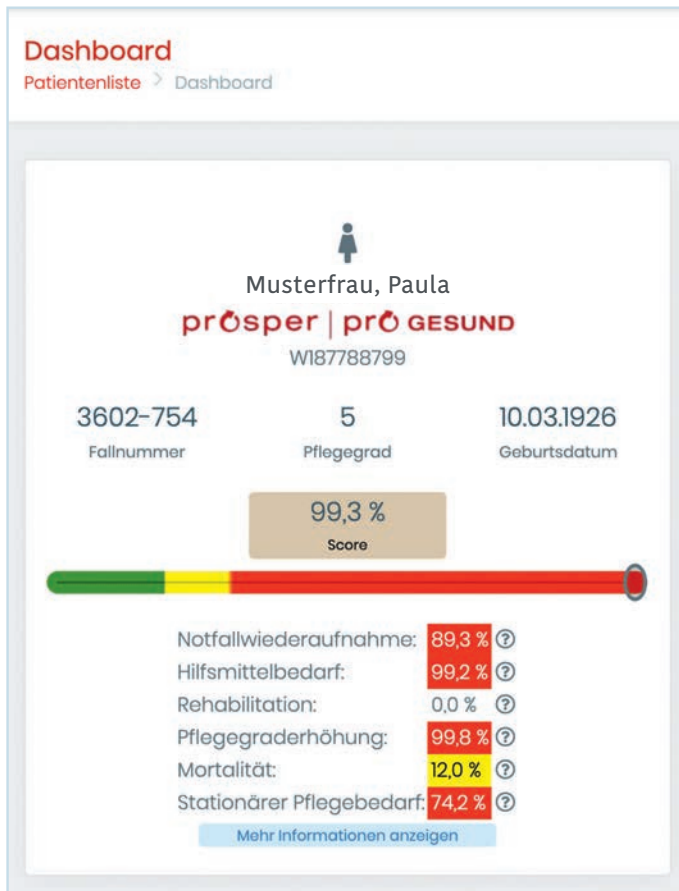 Dashboard
Patientenliste > Dashboard
Musterfrau, Paula
prosper | pro GESUND
W187788799
3602-754 5 10.03.1926
Fallnummer Pflegegrad Geburtsdatum
99,3 %
Score
Notfallwiederaufnahme: 89,3 % ?
Hilfsmittelbedarf: 99,2 % ?
Rehabilitation: 0,0 % ?
Pflegegraderhöhung: 99,8 % ?
Mortalität: 12,0 % ?
Stationärer Pflegebedarf: 74,2 % ?
Mehr Informationen anzeigen